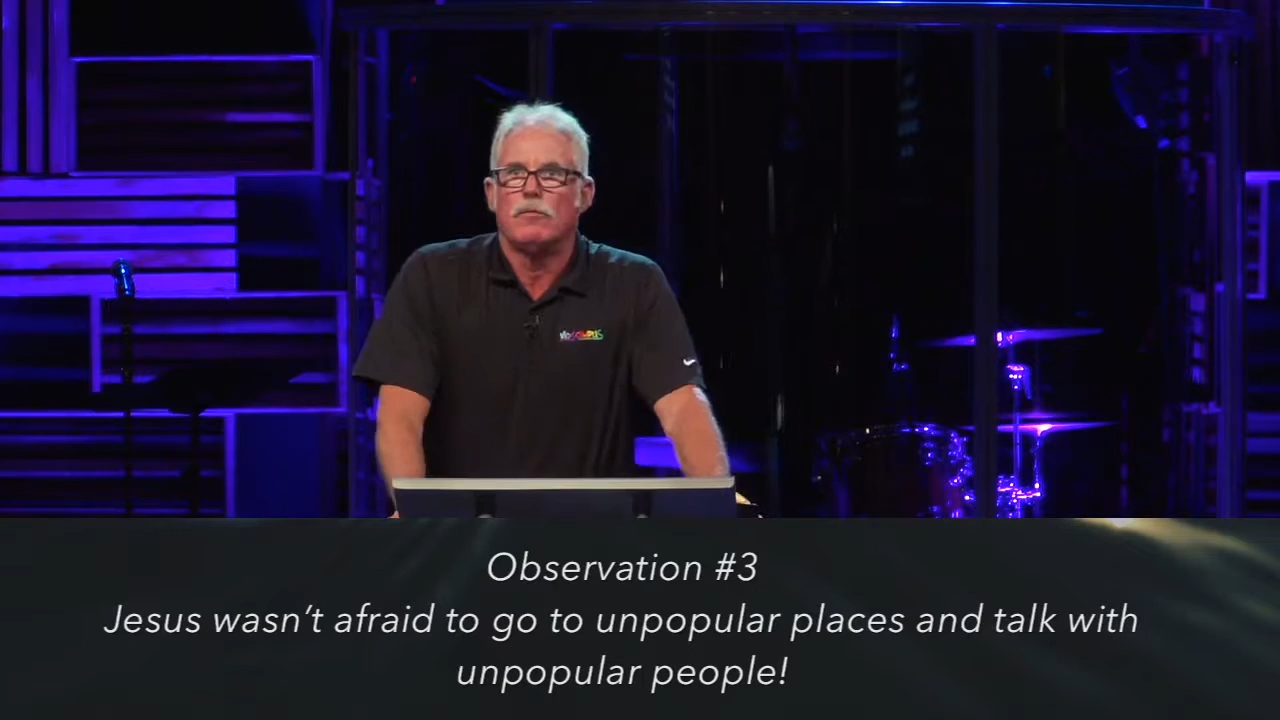 Observation #3
Jesus wasn't afraid to go to unpopular places and talk with
unpopular people!